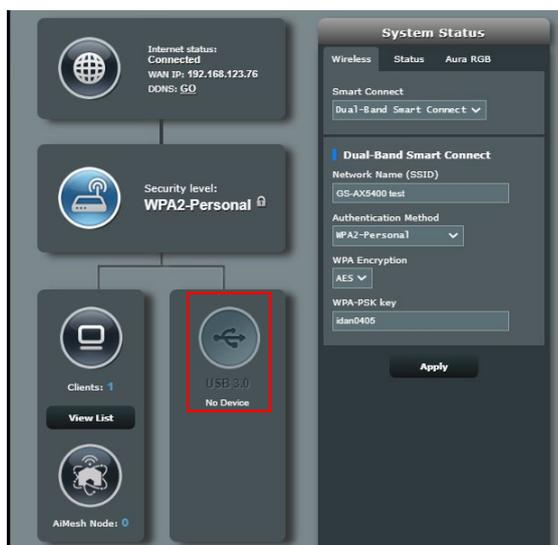 Internet status:
Connected
WAN IP: 192.168.123.76
DDNS: GO
Security level:
WPA2-Personal
Clients: 1
View List
AiMesh Node: 0
USB 3.0
No Device
System Status
Wireless Status Aura RGB
Smart Connect
Dual-Band Smart Connect
Dual-Band Smart Connect
Network Name (SSID)
GS-AX5400 test
Authentication Method
WPA2-Personal
WPA Encryption
AES
WPA-PSK key
idan0405
Apply